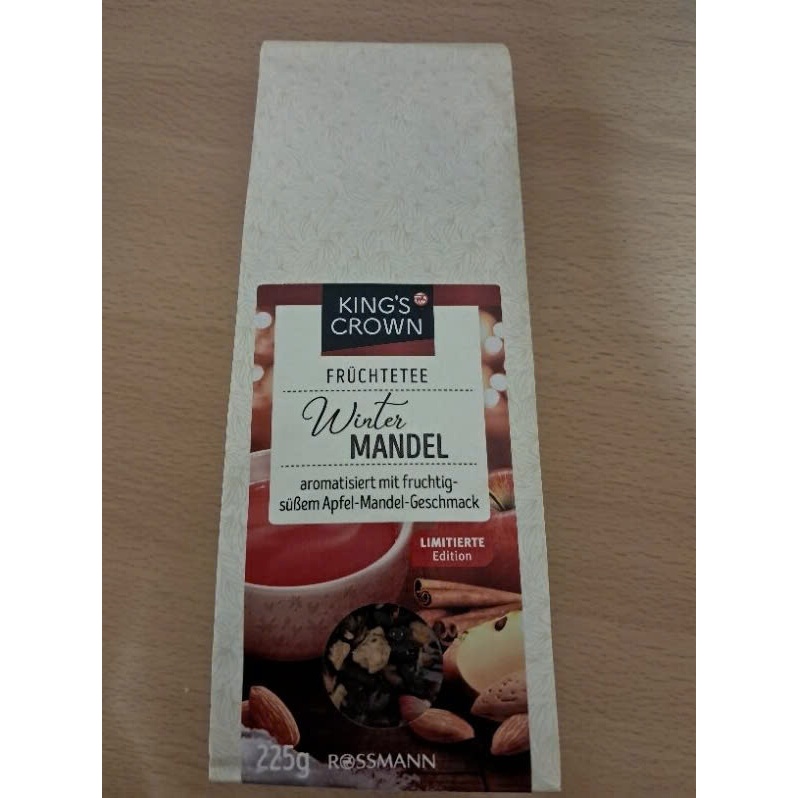 KING'S
CROWN
FRÜCHTETEE
Winter
MANDEL
aromatisiert mit fruchtig-
süßem Apfel-Mandel-Geschmack
LIMITIERTE
Edition
225g ROSSMANN